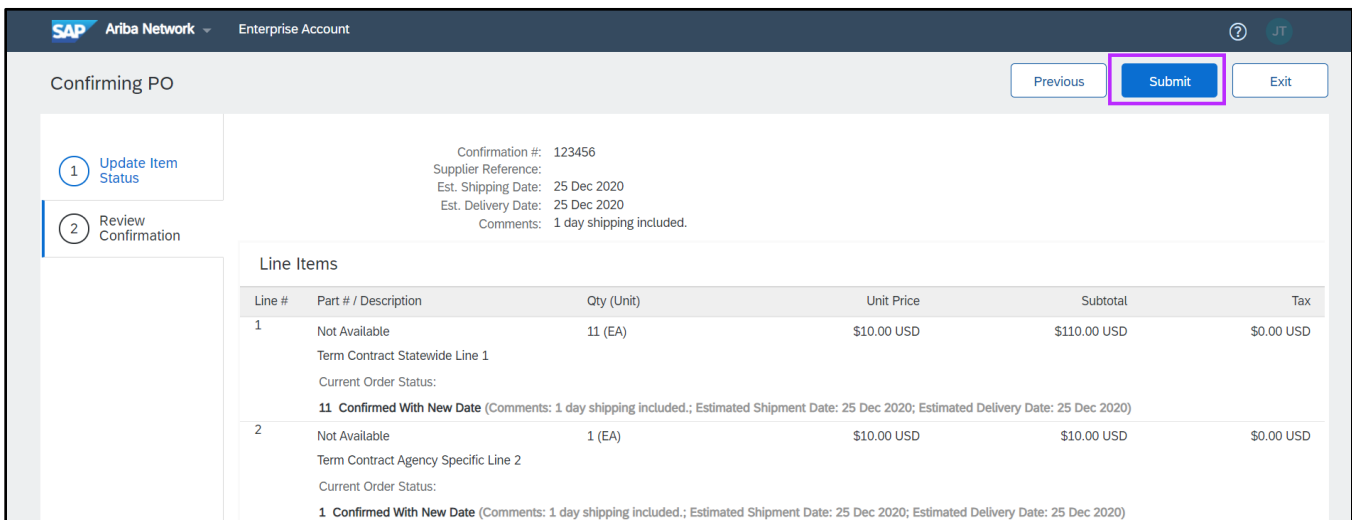 SAP Ariba Network Enterprise Account ? JT
Confirming PO Previous Submit Exit
1 Update Item
Status
2 Review
Confirmation
Confirmation #: 123456
Supplier Reference:
Est. Shipping Date: 25 Dec 2020
Est. Delivery Date: 25 Dec 2020
Comments: 1 day shipping included.
Line Items
Line # Part # / Description Qty (Unit) Unit Price Subtotal Tax
1 Not Available 11 (EA) $10.00 USD $110.00 USD $0.00 USD
Term Contract Statewide Line 1
Current Order Status:
11 Confirmed With New Date (Comments: 1 day shipping included.; Estimated Shipment Date: 25 Dec 2020; Estimated Delivery Date: 25 Dec 2020)
2 Not Available 1 (EA) $10.00 USD $10.00 USD $0.00 USD
Term Contract Agency Specific Line 2
Current Order Status:
1 Confirmed With New Date (Comments: 1 day shipping included.; Estimated Shipment Date: 25 Dec 2020; Estimated Delivery Date: 25 Dec 2020)